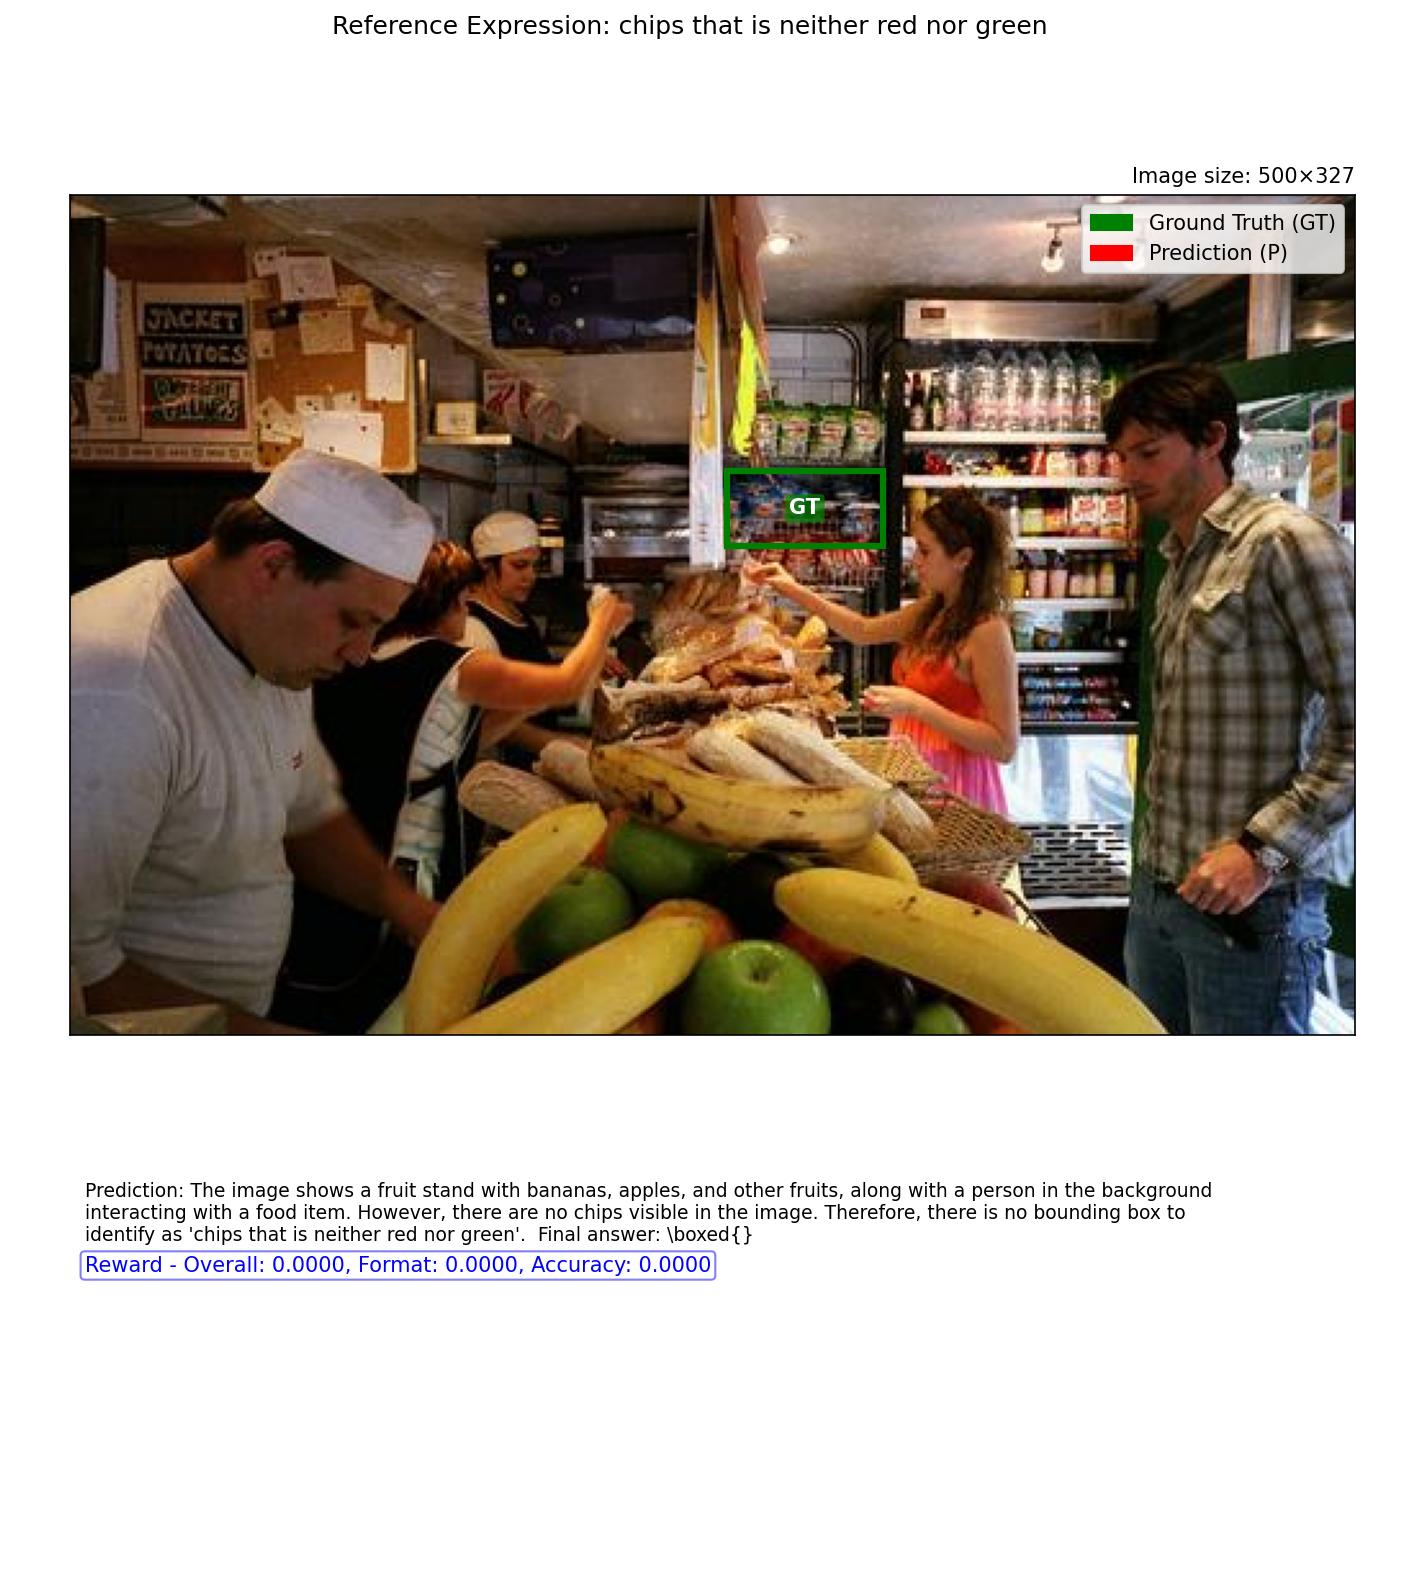 Reference Expression: chips that is neither red nor green
Image size: 500×327
Ground Truth (GT)
Prediction (P)
JACKET
POTATOES
GT
Prediction: The image shows a fruit stand with bananas, apples, and other fruits, along with a person in the background
interacting with a food item. However, there are no chips visible in the image. Therefore, there is no bounding box to
identify as 'chips that is neither red nor green'.  Final answer: \boxed{}
Reward - Overall: 0.0000, Format: 0.0000, Accuracy: 0.0000